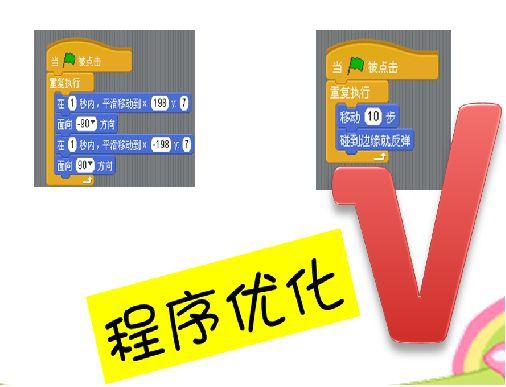 当 被点击
重复执行
在 1 秒内，平滑移动到 x: 198 y: 7
面向 -90▼ 方向
在 1 秒内，平滑移动到 x: -198 y: 7
面向 90▼ 方向
当 被点击
重复执行
移动 10 步
碰到边缘就反弹
程序优化